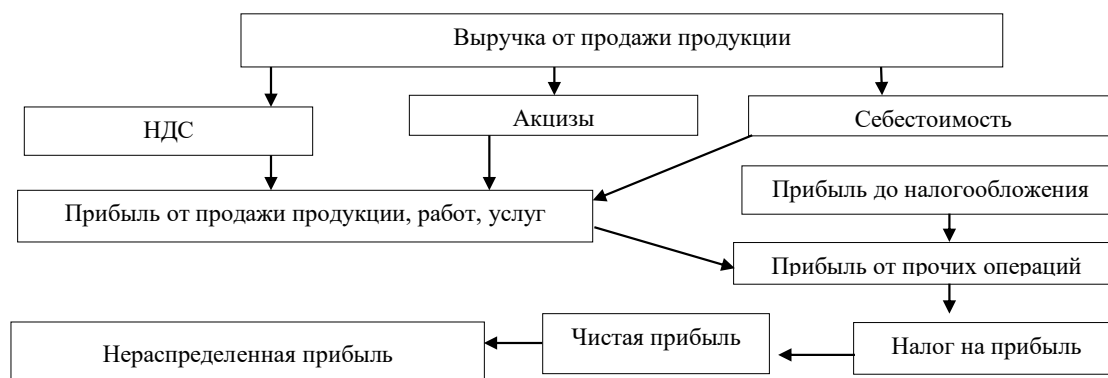 Выручка от продажи продукции
НДС
Акцизы
Себестоимость
Прибыль от продажи продукции, работ, услуг
Прибыль до налогообложения
Прибыль от прочих операций
Нераспределенная прибыль
Чистая прибыль
Налог на прибыль